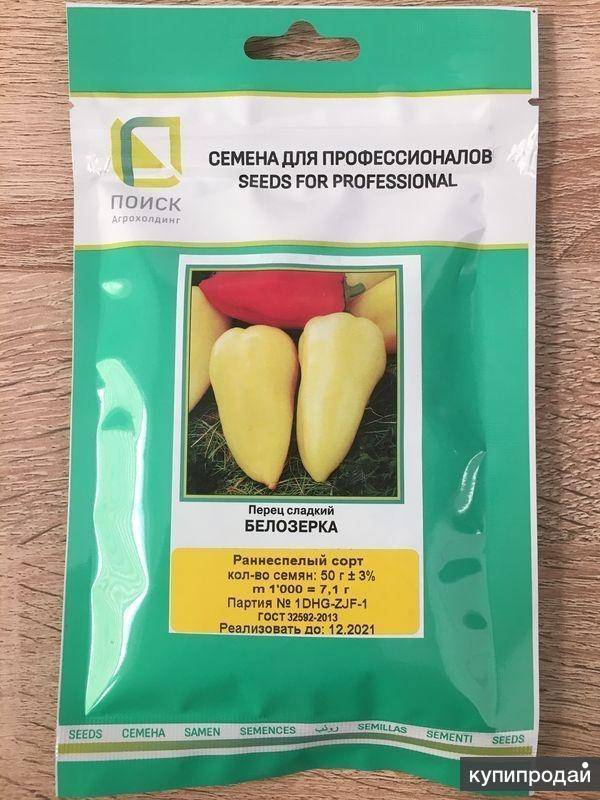 СЕМЕНА ДЛЯ ПРОФЕССИОНАЛОВ
SEEDS FOR PROFESSIONAL
ПОИСК
Агрохолдинг
Перец сладкий
БЕЛОЗЕРКА
Раннеспелый сорт
кол-во семян: 50 г ± 3%
m 1'000 = 7,1 г
Партия № 1DHG-ZJF-1
ГОСТ 32592-2013
Реализовать до: 12.2021
SEEDS СЕМЕНА SAMEN SEMENCES SEMILLAS SEMENTI SEEDS
купипродай